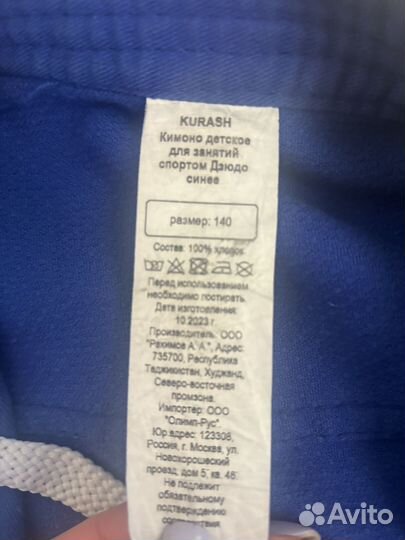 KURASH
Кимоно детское
для занятий
спортом Дзюдо
синее
размер: 140
Состав: 100% хлопок
Перед использованием
необходимо постирать.
Дата изготовления:
10.2023 г.
Производитель: ООО
"Рахимов А. А.", Адрес:
735700, Республика
Таджикистан, Худжанд,
Северо-восточная
промзона.
Импортер: ООО
"Олимп-Рус".
Юр.адрес: 123308,
Россия, г. Москва, ул.
Новохорошевский
проезд, дом 5, кв. 46.
Не подлежит
обязательному
подтверждению
соответствия
Avito